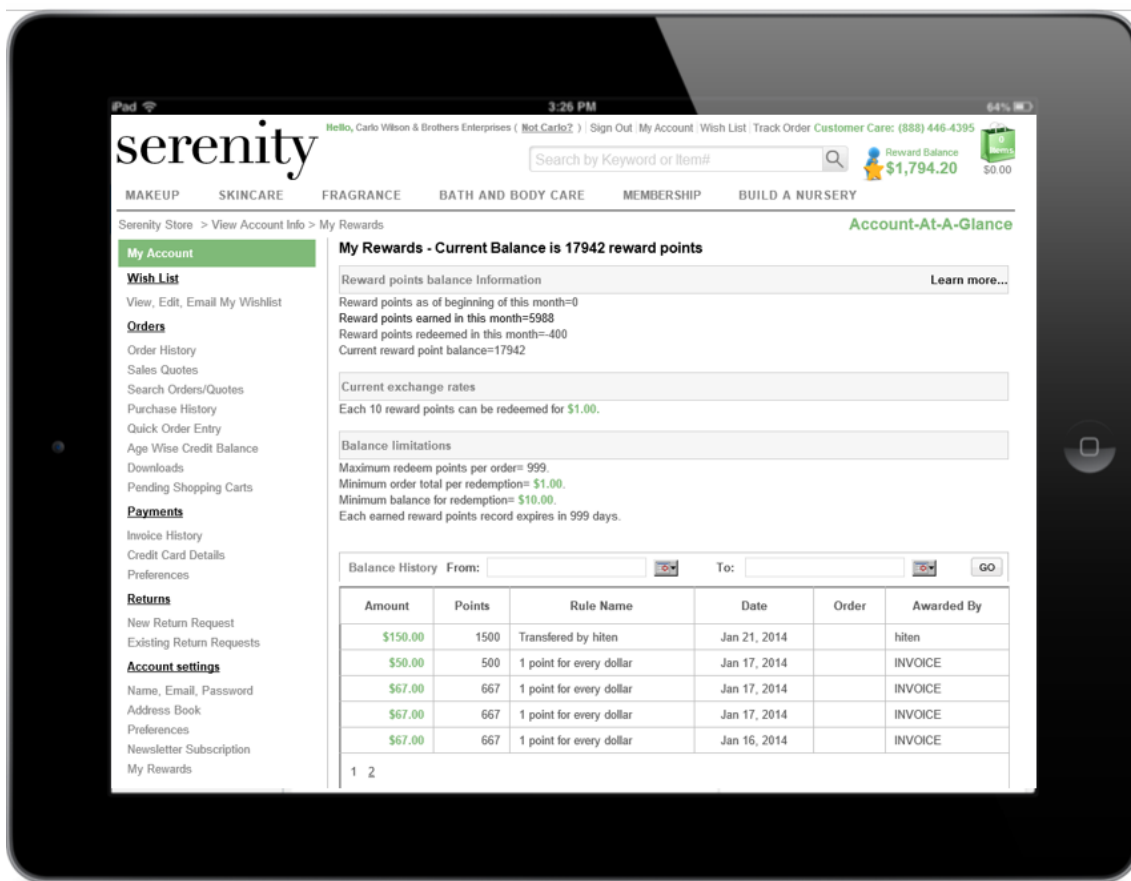 iPad 3:26 PM 64%
serenity
Hello, Carlo Wilson & Brothers Enterprises ( Not Carlo? ) | Sign Out | My Account | Wish List | Track Order Customer Care: (888) 446-4395
Search by Keyword or Item#
Reward Balance
$1,794.20
0
Items
$0.00
MAKEUP SKINCARE FRAGRANCE BATH AND BODY CARE MEMBERSHIP BUILD A NURSERY
Serenity Store > View Account Info > My Rewards
Account-At-A-Glance
My Account
Wish List
View, Edit, Email My Wishlist
Orders
Order History
Sales Quotes
Search Orders/Quotes
Purchase History
Quick Order Entry
Age Wise Credit Balance
Downloads
Pending Shopping Carts
Payments
Invoice History
Credit Card Details
Preferences
Returns
New Return Request
Existing Return Requests
Account settings
Name, Email, Password
Address Book
Preferences
Newsletter Subscription
My Rewards
My Rewards - Current Balance is 17942 reward points
Reward points balance Information Learn more...
Reward points as of beginning of this month=0
Reward points earned in this month=5988
Reward points redeemed in this month=-400
Current reward point balance=17942
Current exchange rates
Each 10 reward points can be redeemed for $1.00.
Balance limitations
Maximum redeem points per order= 999.
Minimum order total per redemption= $1.00.
Minimum balance for redemption= $10.00.
Each earned reward points record expires in 999 days.
Balance History From: To: GO
Amount Points Rule Name Date Order Awarded By
$150.00 1500 Transfered by hiten Jan 21, 2014 hiten
$50.00 500 1 point for every dollar Jan 17, 2014 INVOICE
$67.00 667 1 point for every dollar Jan 17, 2014 INVOICE
$67.00 667 1 point for every dollar Jan 17, 2014 INVOICE
$67.00 667 1 point for every dollar Jan 16, 2014 INVOICE
1 2